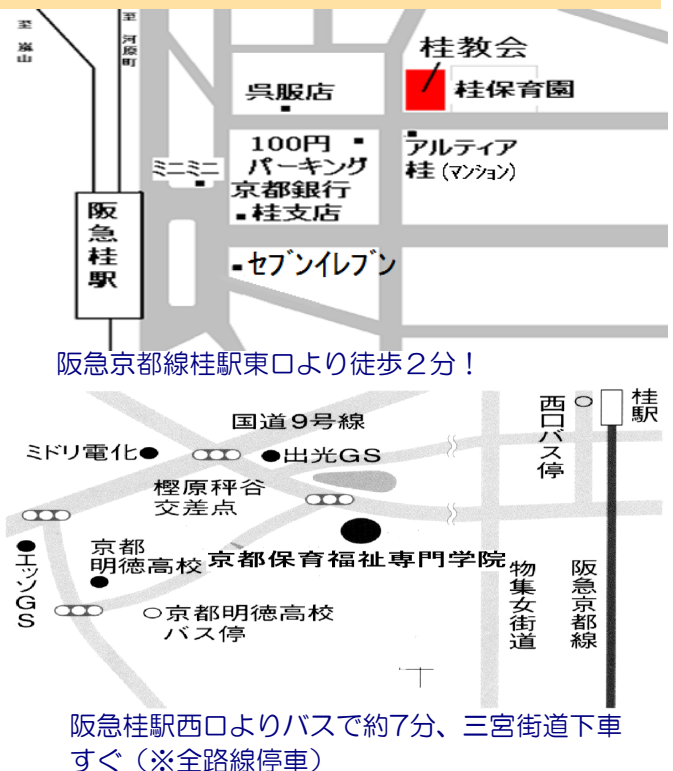 至 嵐山
至 河原町
桂教会
呉服店
桂保育園
100円
パーキング
アルティア
桂(マンション)
ミニミニ
京都銀行
桂支店
阪急桂駅
セブンイレブン
阪急京都線桂駅東口より徒歩2分!
国道9号線
西口バス停
桂駅
ミドリ電化
出光GS
樫原秤谷
交差点
京都
明徳高校
京都保育福祉専門学院
エッソGS
物集女街道
阪急京都線
京都明徳高校
バス停
阪急桂駅西口よりバスで約7分、三宮街道下車
すぐ(※全路線停車)